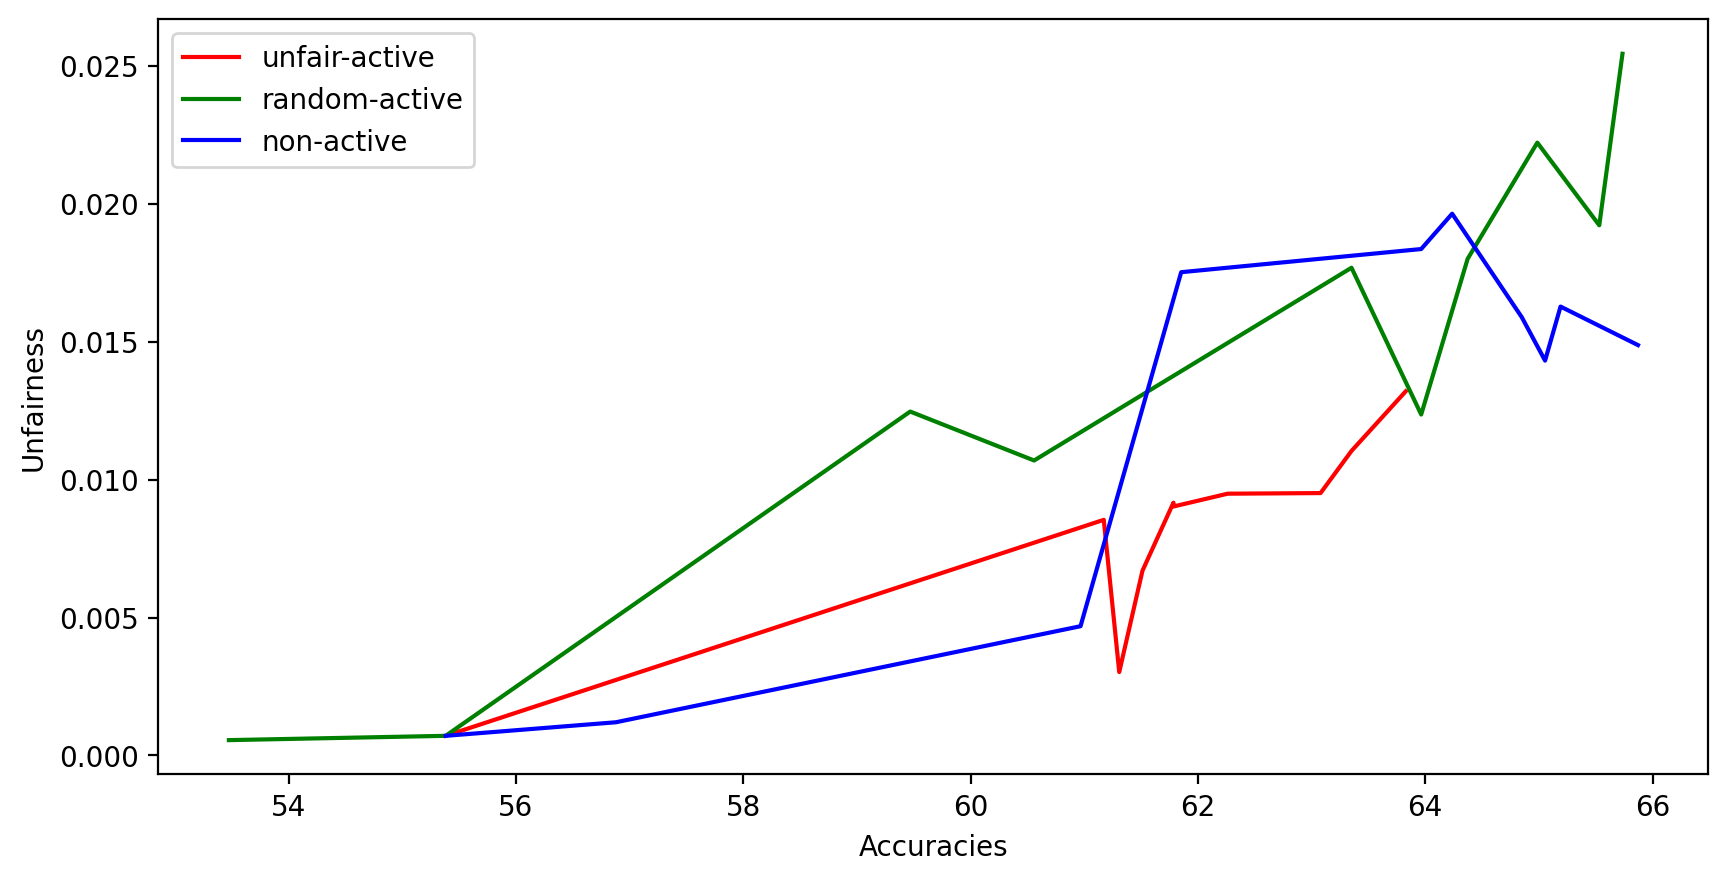 unfair-active
random-active
non-active
0.025
0.020
0.015
0.010
0.005
0.000
Unfairness
54 56 58 60 62 64 66
Accuracies